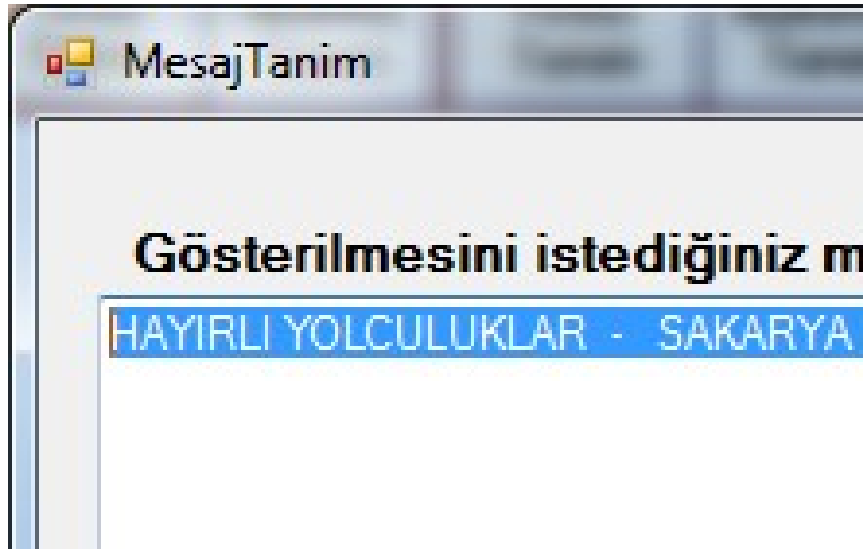 MesajTanim
Gösterilmesini istediğiniz
HAYIRLI YOLCULUKLAR - SAKARYA